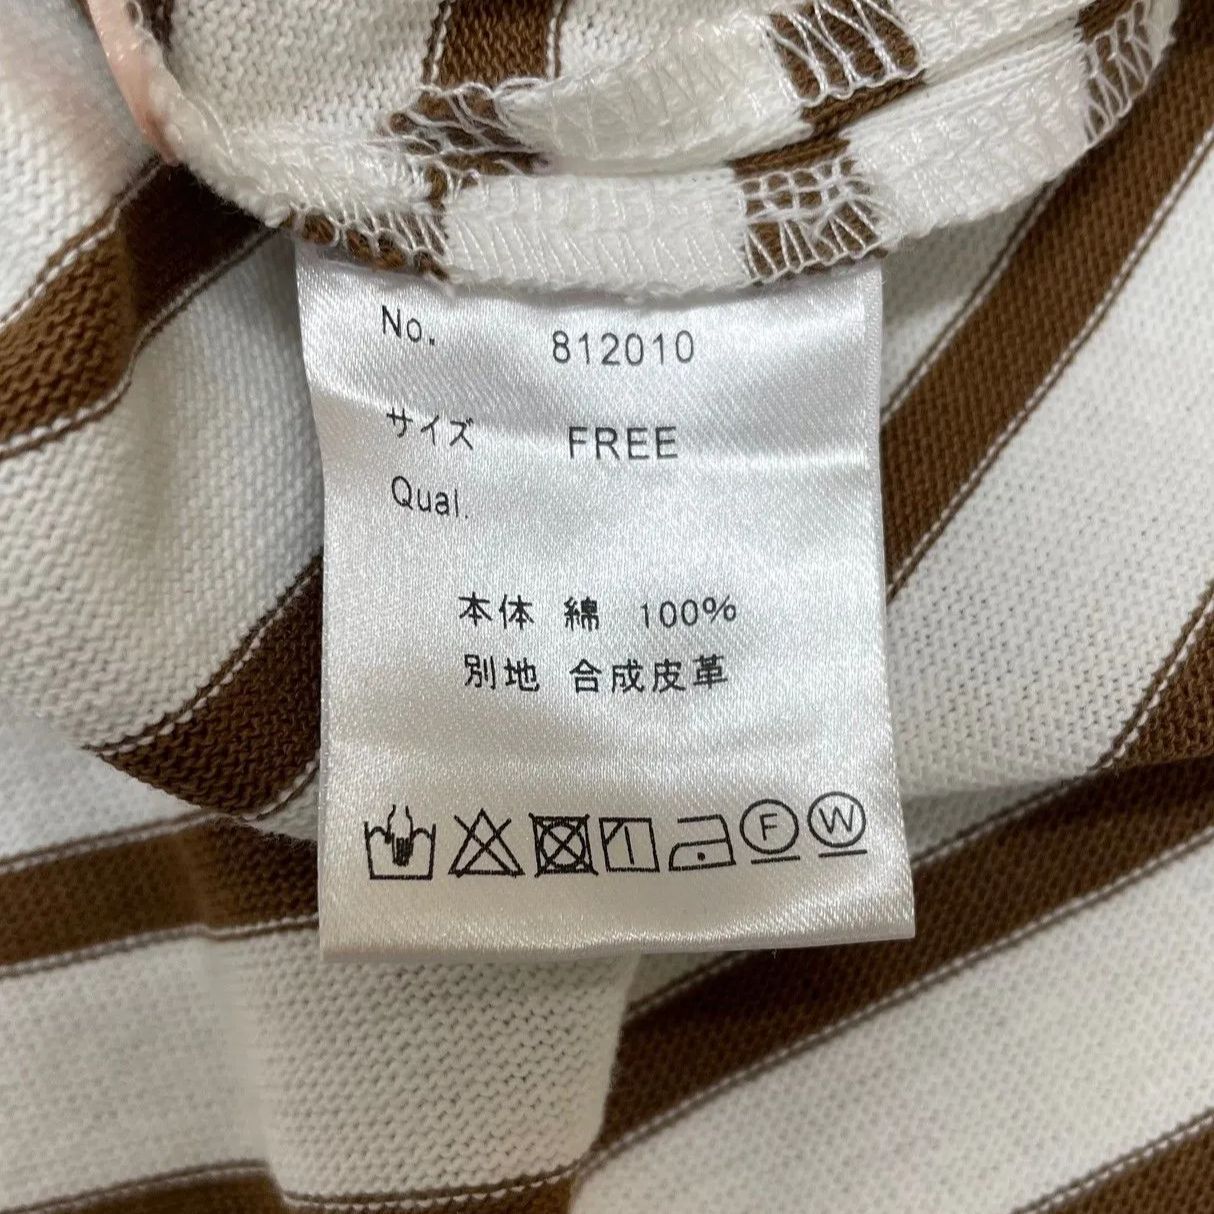 No. 812010
サイズ FREE
Qual.
本体 綿 100%
別地 合成皮革
F W